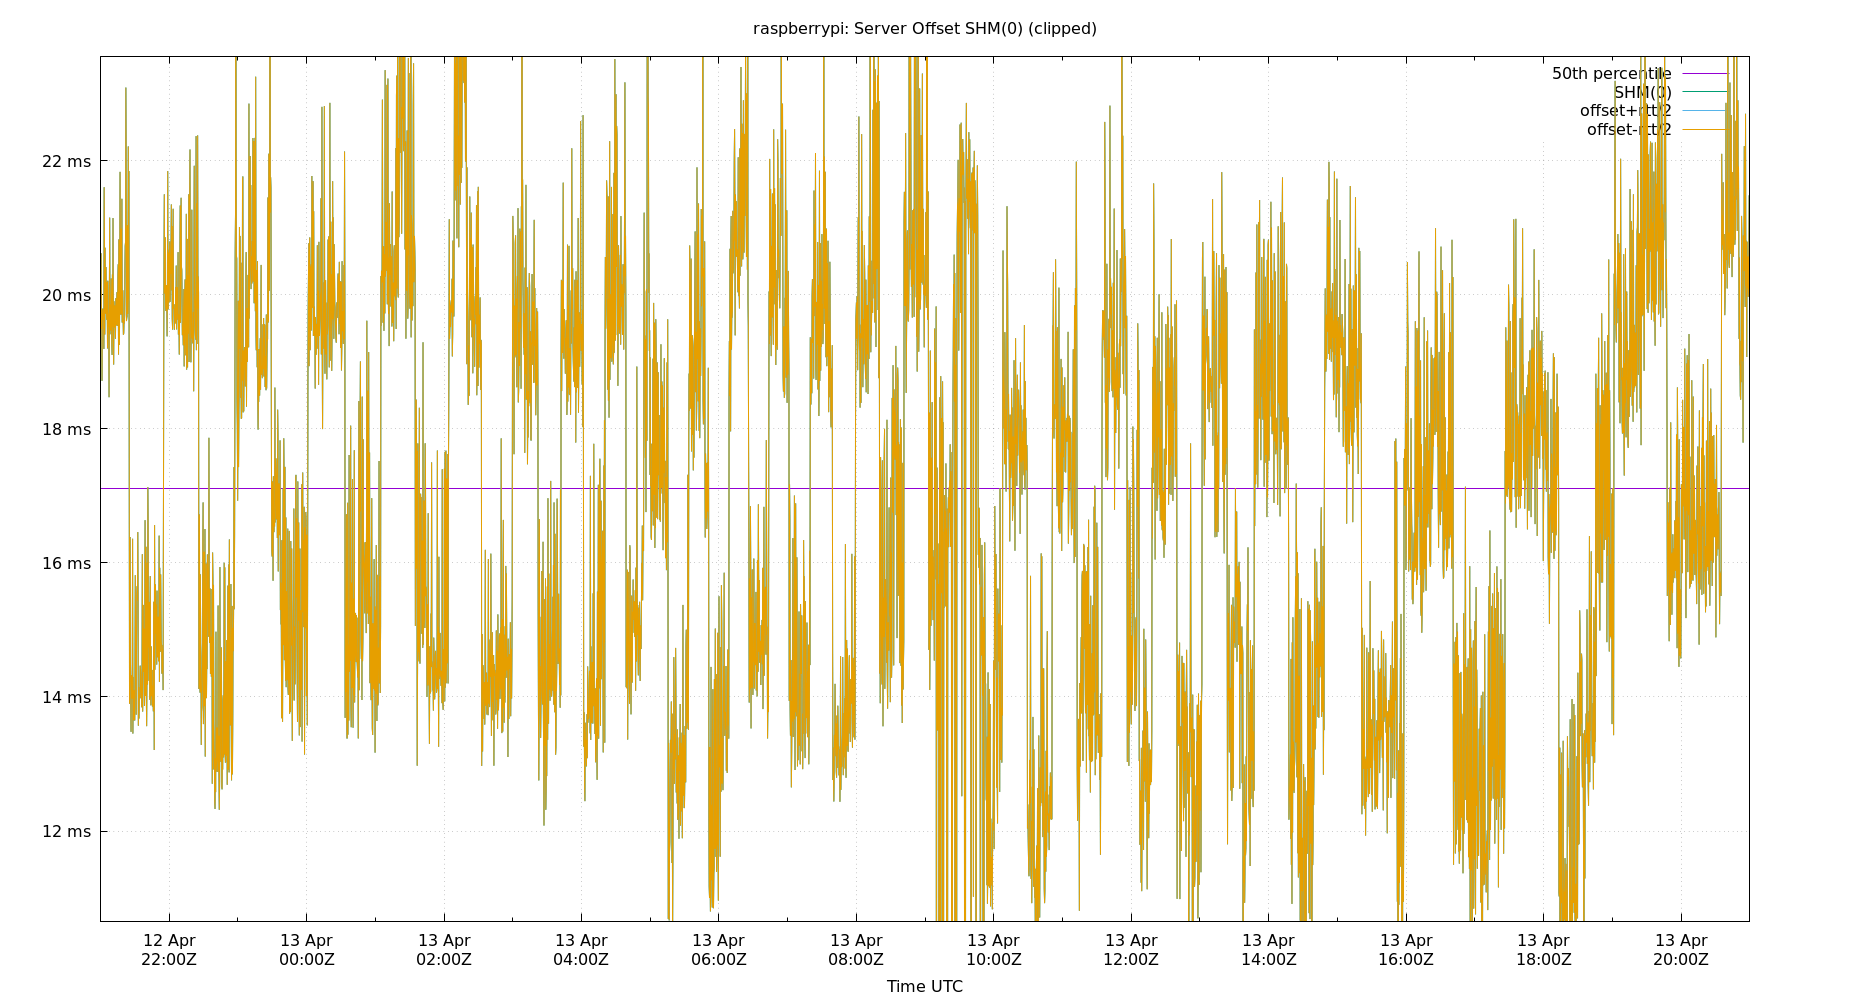 raspberrypi: Server Offset SHM(0) (clipped)
50th percentile
SHM(0)
offset+rtt/2
offset-rtt/2
22 ms
20 ms
18 ms
16 ms
14 ms
12 ms
12 Apr 13 Apr 13 Apr 13 Apr 13 Apr 13 Apr 13 Apr 13 Apr 13 Apr 13 Apr 13 Apr 13 Apr
22:00Z 00:00Z 02:00Z 04:00Z 06:00Z 08:00Z 10:00Z 12:00Z 14:00Z 16:00Z 18:00Z 20:00Z
Time UTC